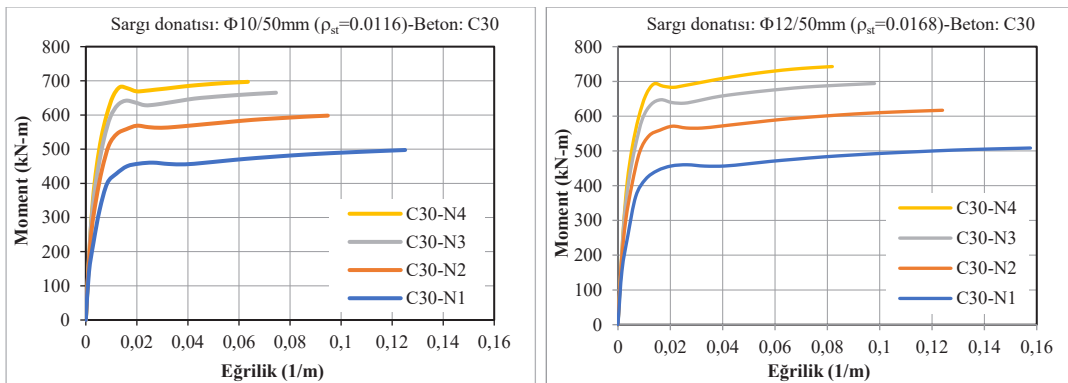 Sargı donatısı: Φ10/50mm (ρst=0.0116)-Beton: C30
Moment (kN-m)
800
700
600
500
400
300
200
100
0
C30-N4
C30-N3
C30-N2
C30-N1
0 0,02 0,04 0,06 0,08 0,1 0,12 0,14 0,16
Eğrilik (1/m)
Sargı donatısı: Φ12/50mm (ρst=0.0168)-Beton: C30
Moment (kN-m)
800
700
600
500
400
300
200
100
0
C30-N4
C30-N3
C30-N2
C30-N1
0 0,02 0,04 0,06 0,08 0,1 0,12 0,14 0,16
Eğrilik (1/m)